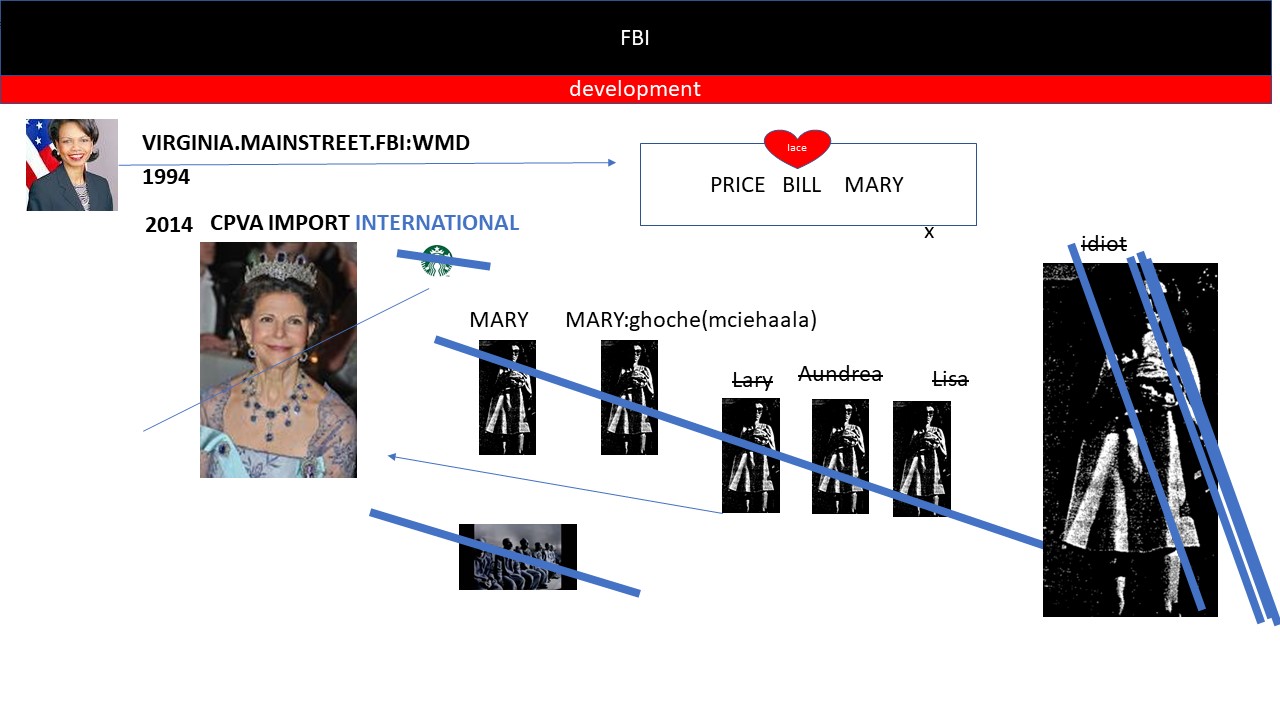 FBI
development
VIRGINIA.MAINSTREET.FBI:WMD
1994
lace
PRICE BILL MARY
2014 CPVA IMPORT INTERNATIONAL
x
idiot
MARY MARY:ghoche(mciehaala)
Lary Aundrea Lisa